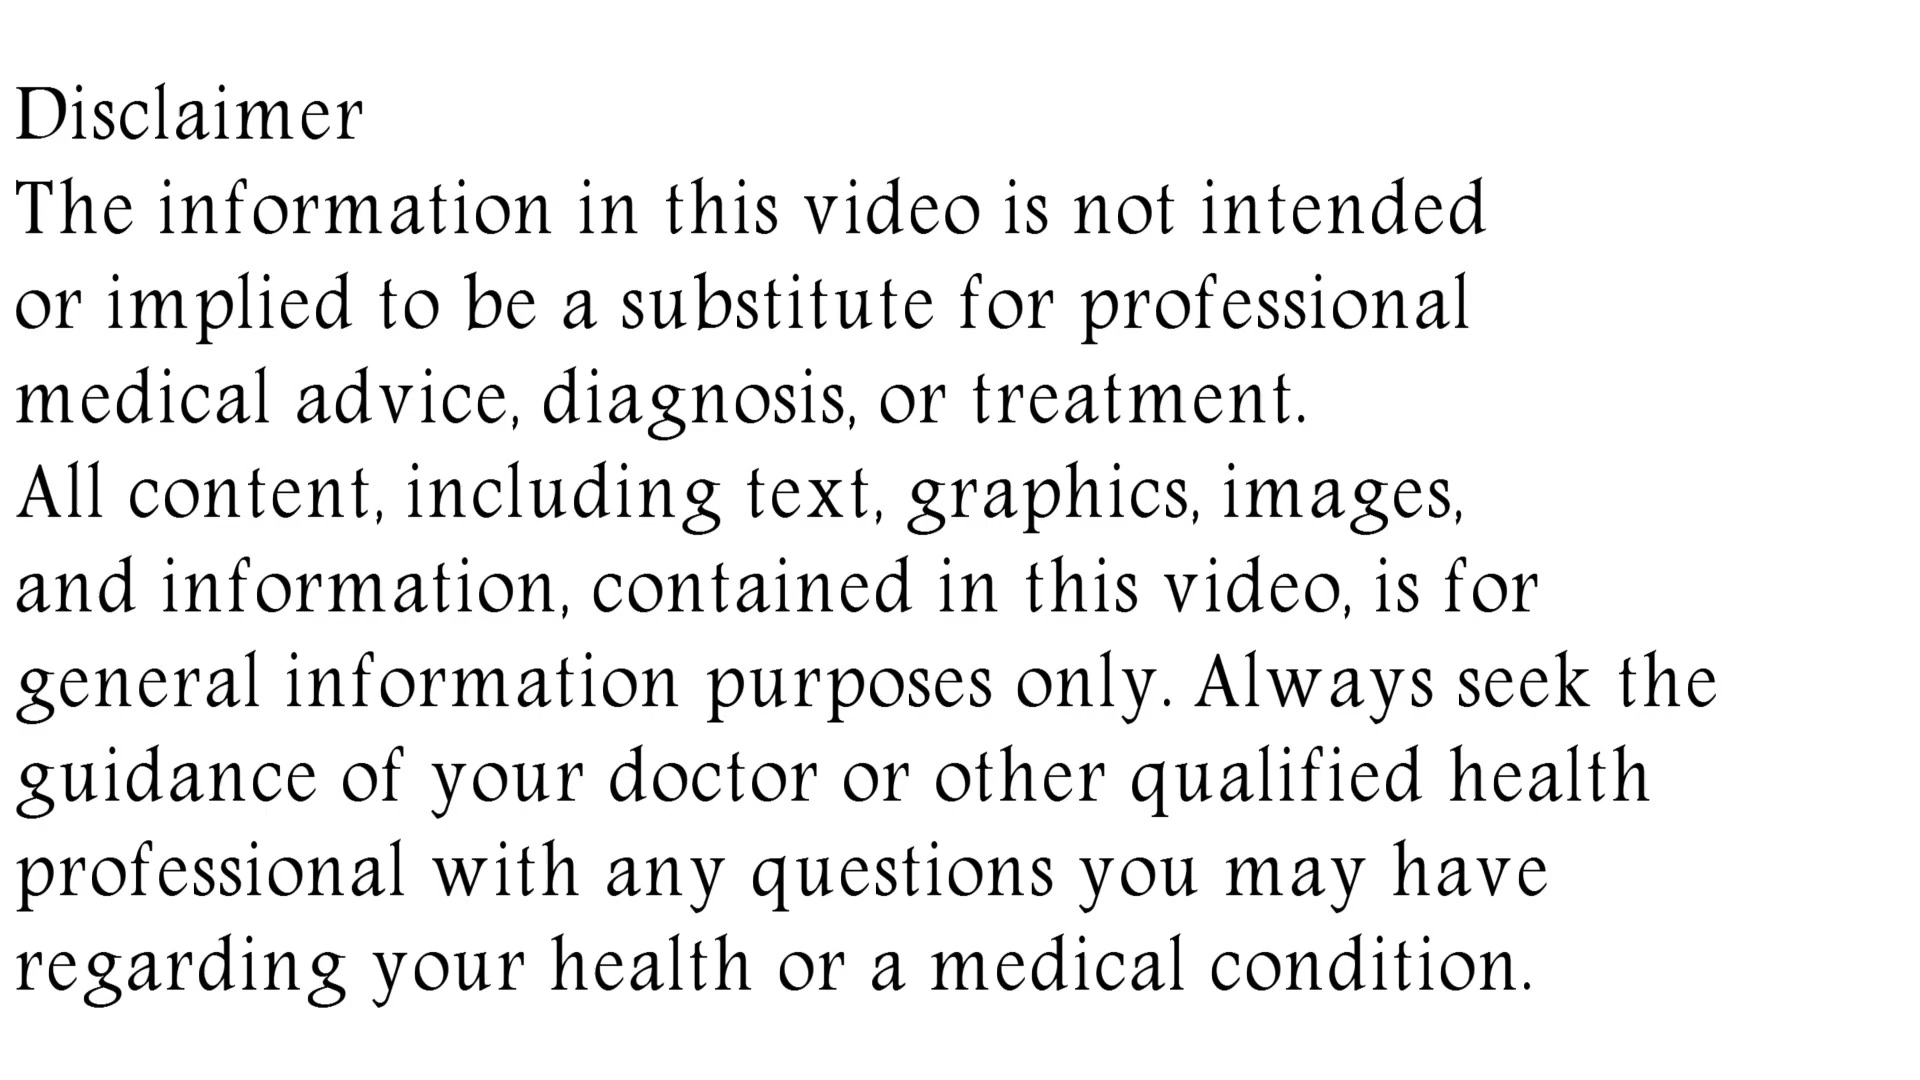 Disclaimer
The information in this video is not intended
or implied to be a substitute for professional
medical advice, diagnosis, or treatment.
All content, including text, graphics, images,
and information, contained in this video, is for
general information purposes only. Always seek the
guidance of your doctor or other qualified health
professional with any questions you may have
regarding your health or a medical condition.